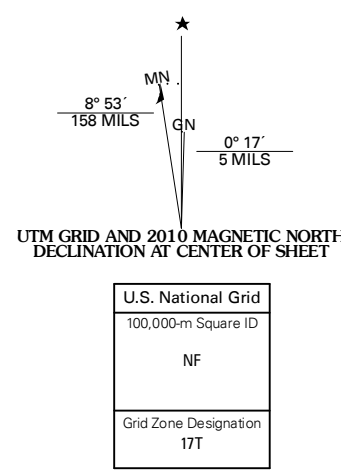 ★
MN
8° 53´
158 MILS
GN
0° 17´
5 MILS
UTM GRID AND 2010 MAGNETIC NORTH
DECLINATION AT CENTER OF SHEET
U.S. National Grid
100,000-m Square ID
NF
Grid Zone Designation
17T